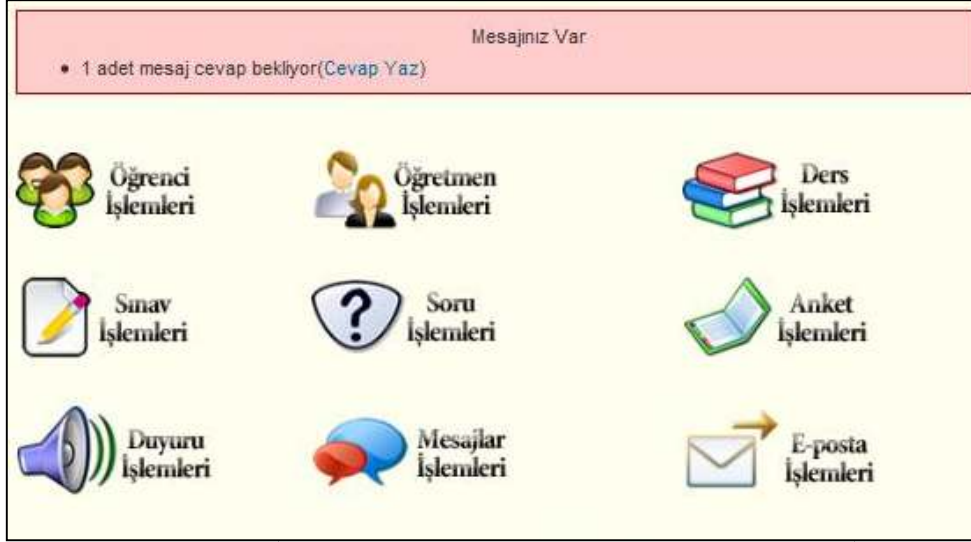 Mesajınız Var
1 adet mesaj cevap bekliyor(Cevap Yaz)
Öğrenci
İşlemleri
Öğretmen
İşlemleri
Ders
İşlemleri
Sınav
İşlemleri
Soru
İşlemleri
Anket
İşlemleri
Duyuru
İşlemleri
Mesajlar
İşlemleri
E-posta
İşlemleri